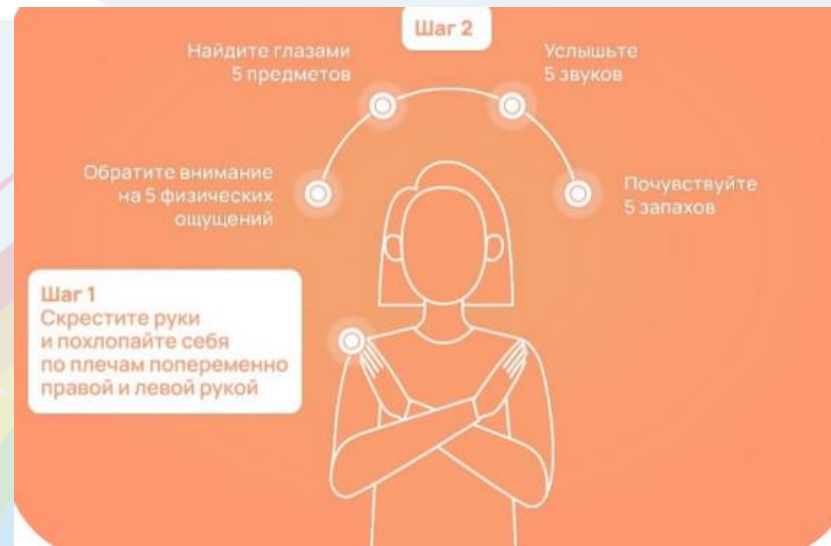 Шаг 2
Найдите глазами
5 предметов
Услышьте
5 звуков
Обратите внимание
на 5 физических
ощущений
Почувствуйте
5 запахов
Шаг 1
Скрестите руки
и похлопайте себя
по плечам попеременно
правой и левой рукой